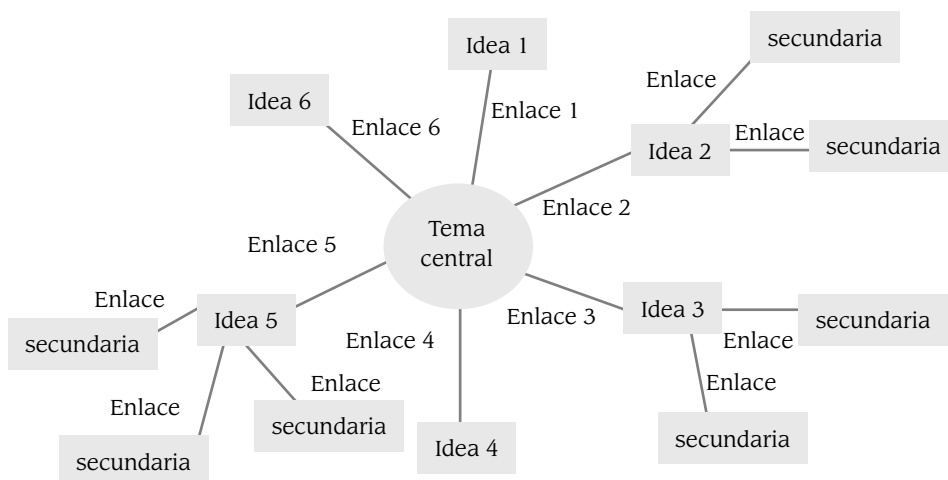 Idea 1
secundaria
Enlace
Idea 6
Enlace 1
Enlace 6
Enlace
Idea 2
secundaria
Enlace 2
Tema
central
Enlace 5
Enlace
Idea 5
Enlace 3
Idea 3
secundaria
secundaria
Enlace 4
Enlace
Enlace
Enlace
Enlace
secundaria
secundaria
Idea 4
secundaria